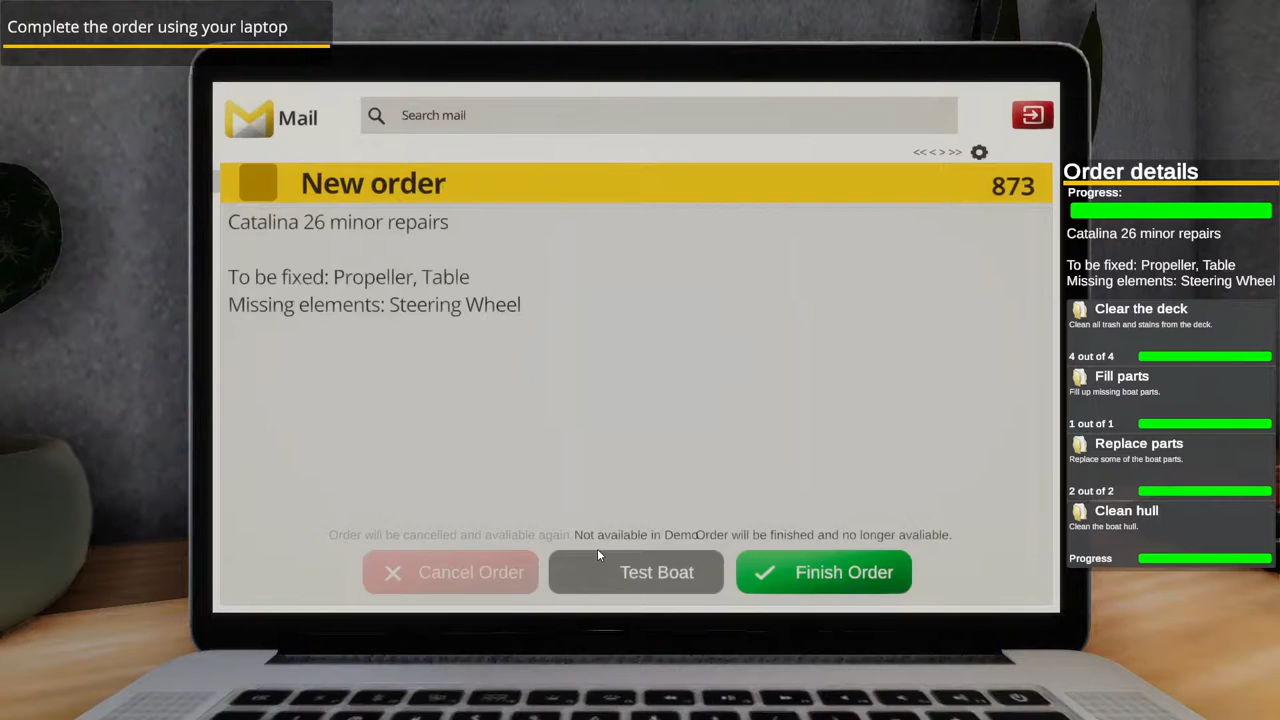 Complete the order using your laptop
Mail
Search mail
<< < > >>
New order
873
Catalina 26 minor repairs
To be fixed: Propeller, Table
Missing elements: Steering Wheel
Order will be cancelled and avaliable again.
Not available in Demo
Order will be finished and no longer avaliable.
Cancel Order
Test Boat
Finish Order
Order details
Progress:
Catalina 26 minor repairs
To be fixed: Propeller, Table
Missing elements: Steering Wheel
Clear the deck
Clean all trash and stains from the deck.
4 out of 4
Fill parts
Fill up missing boat parts.
1 out of 1
Replace parts
Replace some of the boat parts.
2 out of 2
Clean hull
Clean the boat hull.
Progress